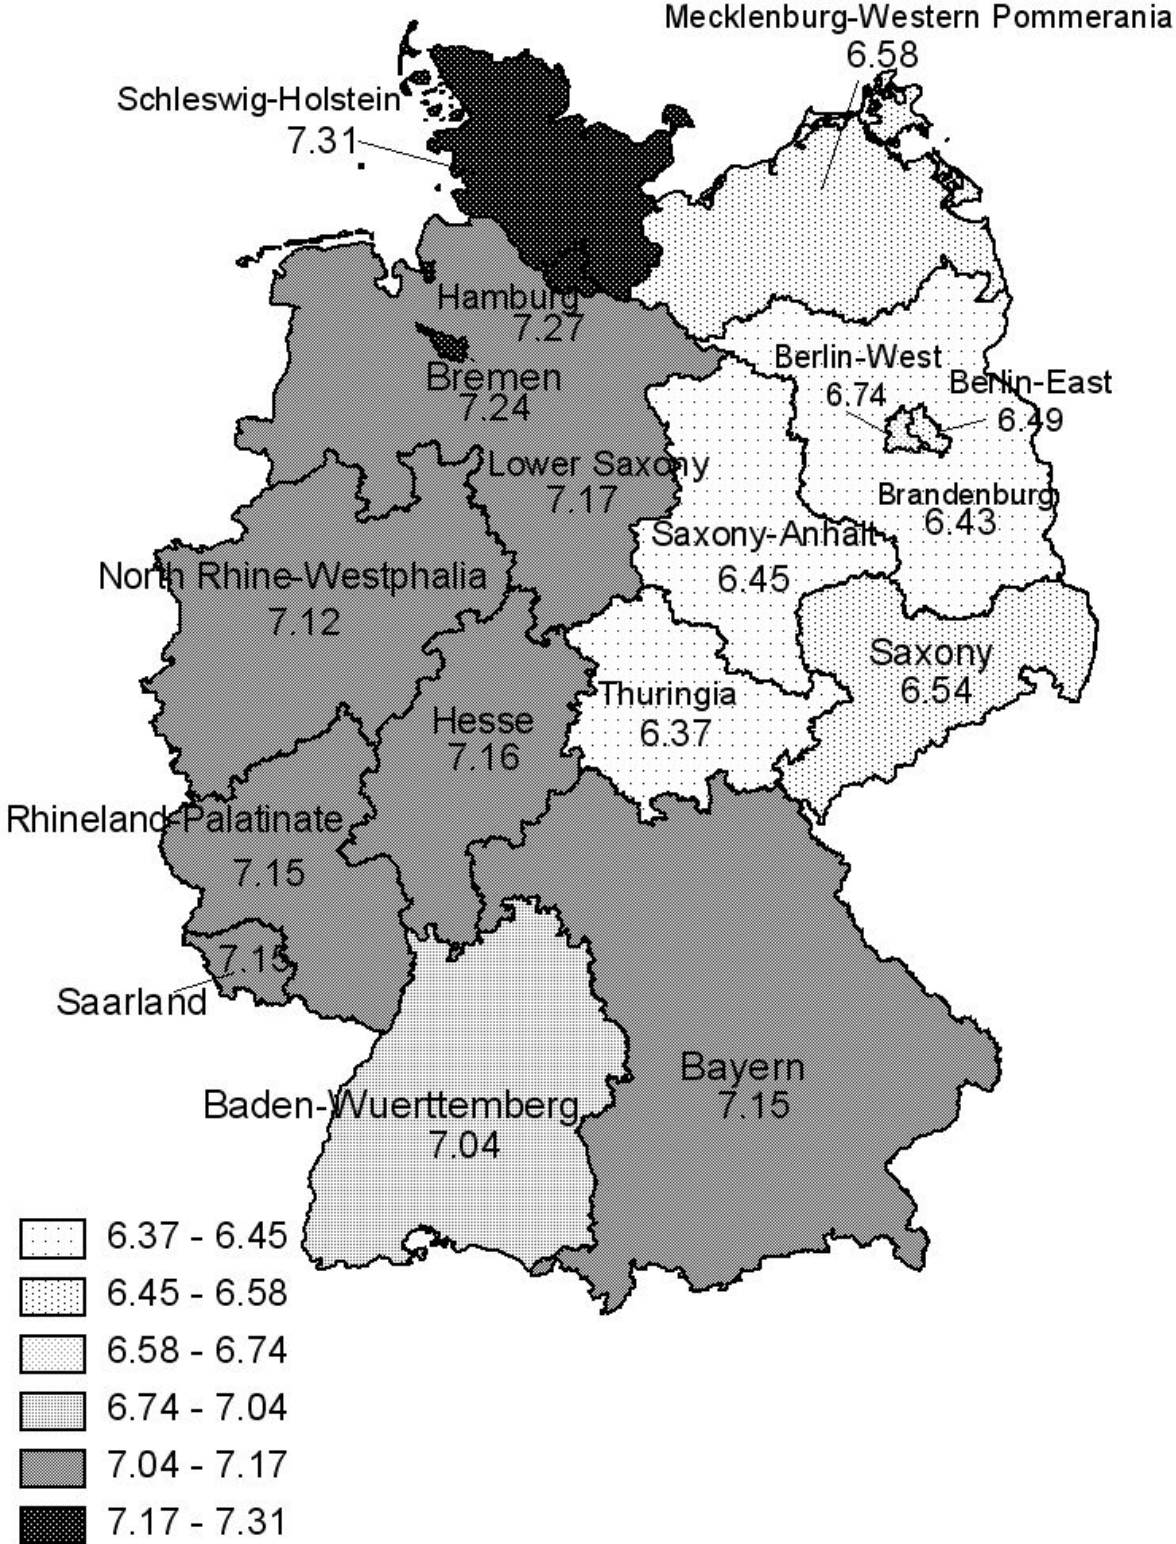 Mecklenburg-Western Pommerania
6.58
Schleswig-Holstein
7.31
Hamburg
7.27
Bremen
7.24
Berlin-West
6.74
Berlin-East
6.49
Lower Saxony
7.17
Brandenburg
6.43
Saxony-Anhalt
6.45
North Rhine-Westphalia
7.12
Saxony
6.54
Thuringia
6.37
Hesse
7.16
Rhineland-Palatinate
7.15
7.15
Saarland
Bayern
7.15
Baden-Wuerttemberg
7.04
6.37 - 6.45
6.45 - 6.58
6.58 - 6.74
6.74 - 7.04
7.04 - 7.17
7.17 - 7.31